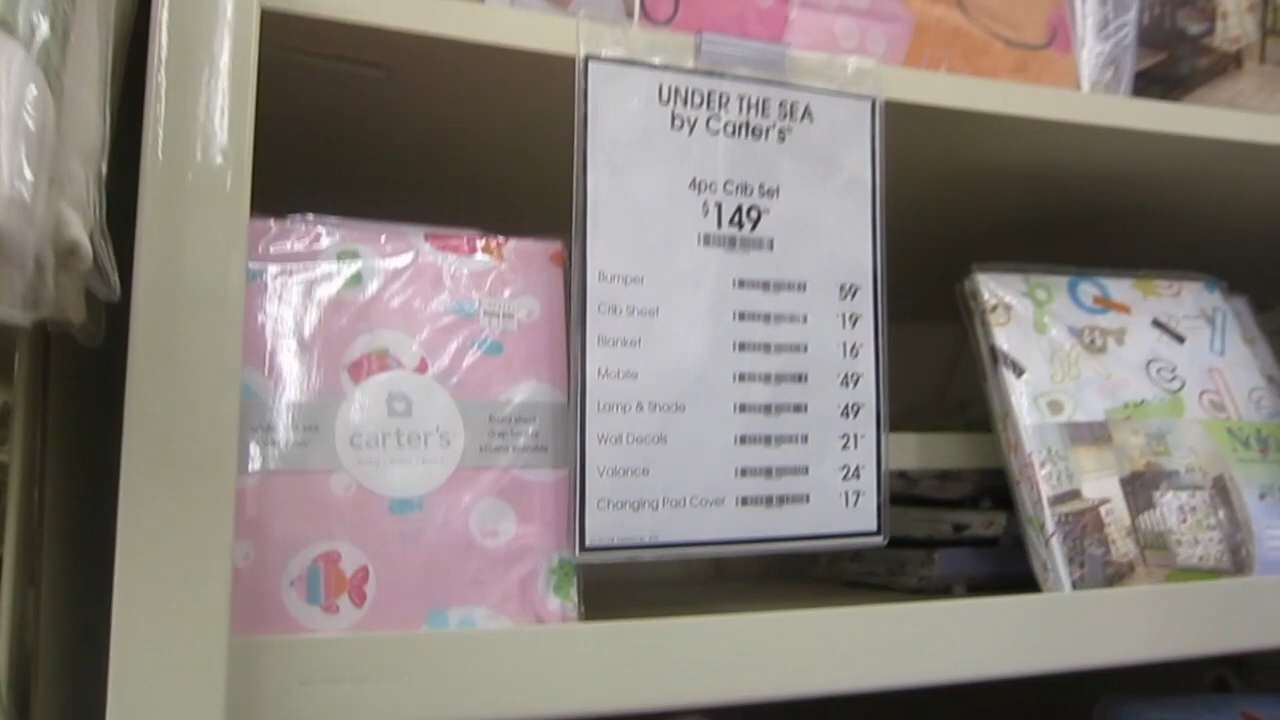 UNDER THE SEA
by Carter's
4pc Crib Set
$149
Bumper 59
Crib Sheet 19
Blanket 16
Mobile 49
Lamp & Shade 49
Wall Decals 21
Valance 24
Changing Pad Cover 17
carter's